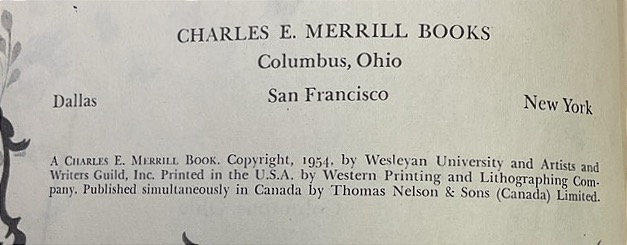 CHARLES E. MERRILL BOOKS
Columbus, Ohio
Dallas San Francisco New York
A CHARLES E. MERRILL BOOK. Copyright, 1954, by Wesleyan University and Artists and
Writers Guild, Inc. Printed in the U.S.A. by Western Printing and Lithographing Com-
pany. Published simultaneously in Canada by Thomas Nelson & Sons (Canada) Limited.